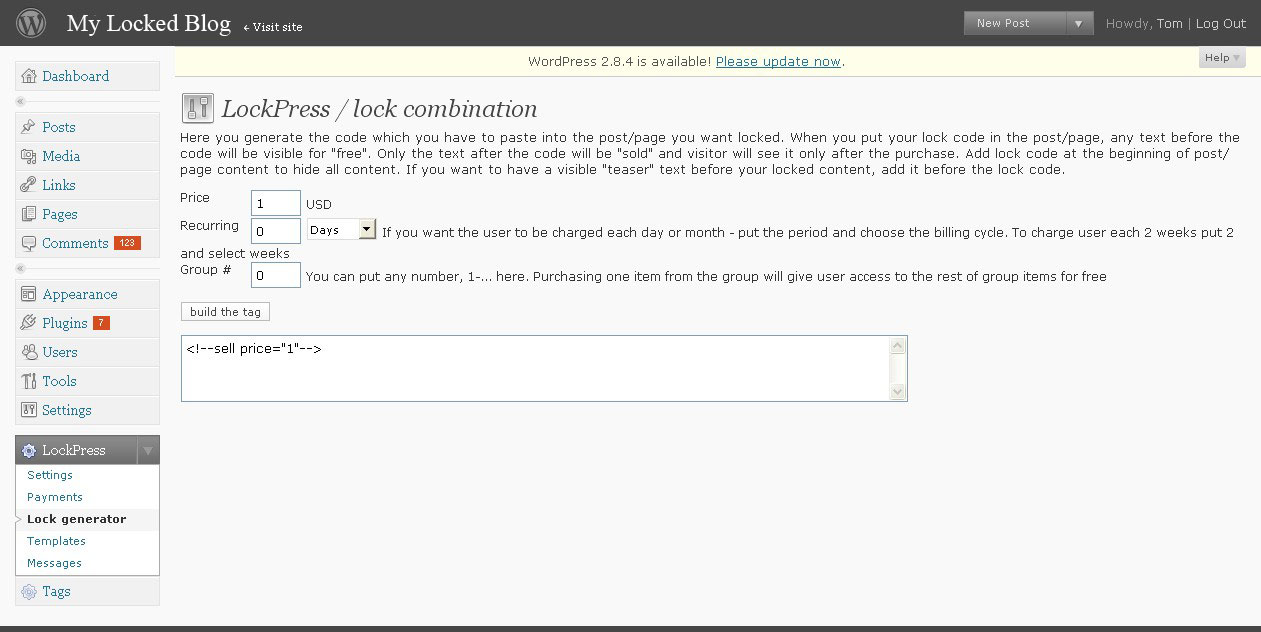 My Locked Blog ← Visit site
New Post
Howdy, Tom | Log Out
WordPress 2.8.4 is available! Please update now.
Help
Dashboard
Posts
Media
Links
Pages
Comments 123
Appearance
Plugins 7
Users
Tools
Settings
LockPress
Settings
Payments
Lock generator
Templates
Messages
Tags
LockPress / lock combination
Here you generate the code which you have to paste into the post/page you want locked. When you put your lock code in the post/page, any text before the
code will be visible for "free". Only the text after the code will be "sold" and visitor will see it only after the purchase. Add lock code at the beginning of post/
page content to hide all content. If you want to have a visible "teaser" text before your locked content, add it before the lock code.
Price 1 USD
Recurring 0 Days If you want the user to be charged each day or month - put the period and choose the billing cycle. To charge user each 2 weeks put 2
and select weeks
Group # 0 You can put any number, 1-... here. Purchasing one item from the group will give user access to the rest of group items for free
build the tag
<!--sell price="1"-->